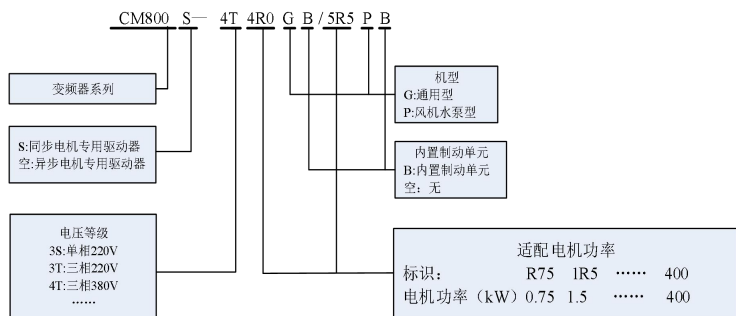 CM800 S— 4T 4R0 G B / 5R5 P B
变频器系列
S:同步电机专用驱动器
空:异步电机专用驱动器
电压等级
3S:单相220V
3T:三相220V
4T:三相380V
……
机型
G:通用型
P:风机水泵型
内置制动单元
B:内置制动单元
空：无
适配电机功率
标识： R75 1R5 …… 400
电机功率（kW）0.75 1.5 …… 400